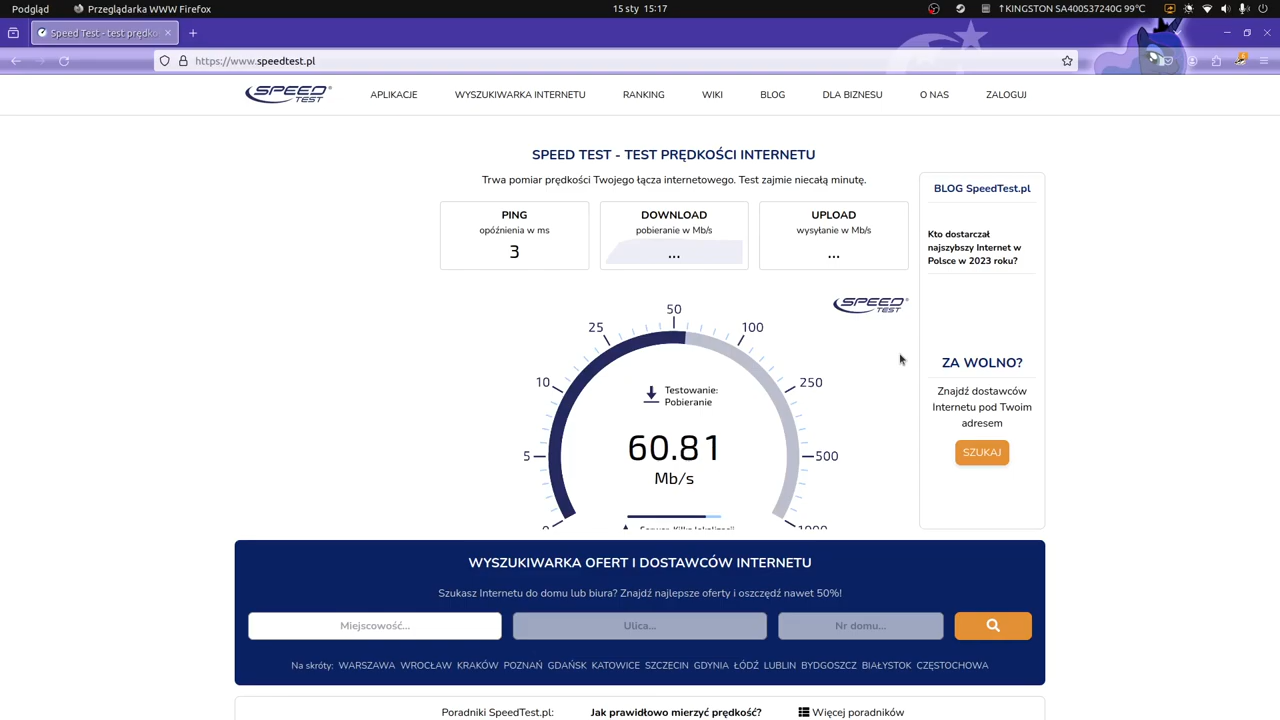 Podgląd
Przeglądarka WWW Firefox
15 sty 15:17
↑KINGSTON SA400S37240G 99°C
Speed Test - test prędko
https://www.speedtest.pl
SPEED TEST
APLIKACJE
WYSZUKIWARKA INTERNETU
RANKING
WIKI
BLOG
DLA BIZNESU
O NAS
ZALOGUJ
SPEED TEST - TEST PRĘDKOŚCI INTERNETU
Trwa pomiar prędkości Twojego łącza internetowego. Test zajmie niecałą minutę.
PING
opóźnienia w ms
3
DOWNLOAD
pobieranie w Mb/s
...
UPLOAD
wysyłanie w Mb/s
...
SPEED TEST
0
5
10
25
50
100
250
500
1000
Testowanie:
Pobieranie
60.81
Mb/s
Serwer: Kilka lokalizacji
BLOG SpeedTest.pl
Kto dostarczał
najszybszy Internet w
Polsce w 2023 roku?
ZA WOLNO?
Znajdź dostawców
Internetu pod Twoim
adresem
SZUKAJ
WYSZUKIWARKA OFERT I DOSTAWCÓW INTERNETU
Szukasz Internetu do domu lub biura? Znajdź najlepsze oferty i oszczędź nawet 50%!
Miejscowość...
Ulica...
Nr domu...
Na skróty: WARSZAWA WROCŁAW KRAKÓW POZNAŃ GDAŃSK KATOWICE SZCZECIN GDYNIA ŁÓDŹ LUBLIN BYDGOSZCZ BIAŁYSTOK CZĘSTOCHOWA
Poradniki SpeedTest.pl:
Jak prawidłowo mierzyć prędkość?
Więcej poradników